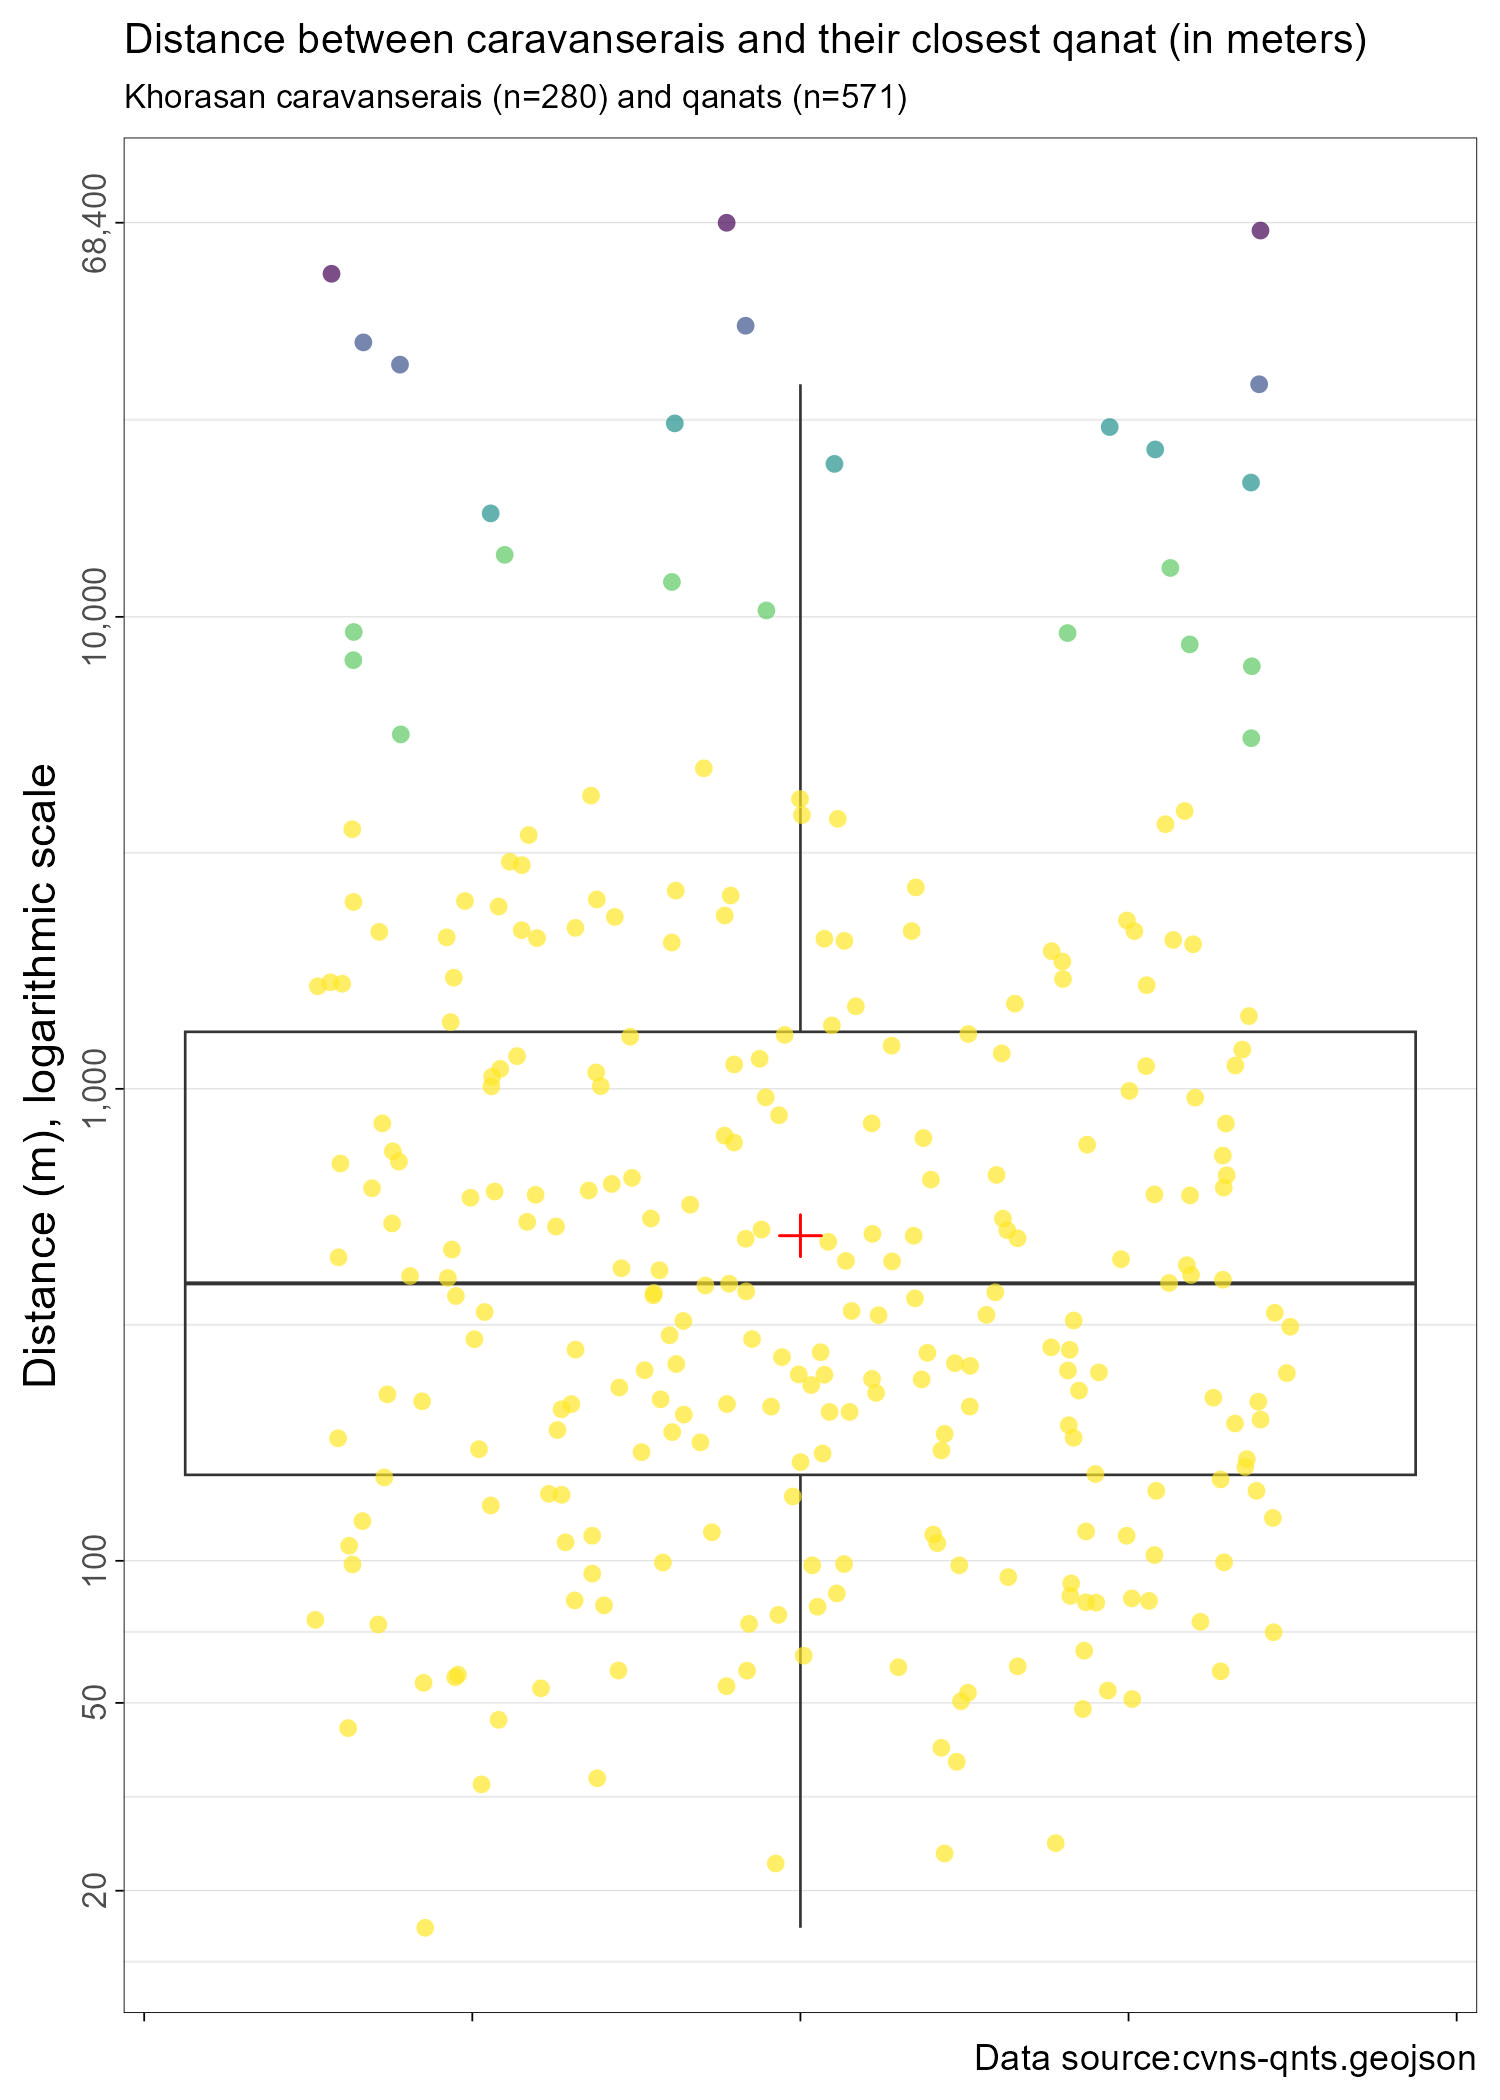 Distance between caravanserais and their closest qanat (in meters)
Khorasan caravanserais (n=280) and qanats (n=571)
Distance (m), logarithmic scale
68,400
10,000
1,000
100
50
20
Data source:cvns-qnts.geojson